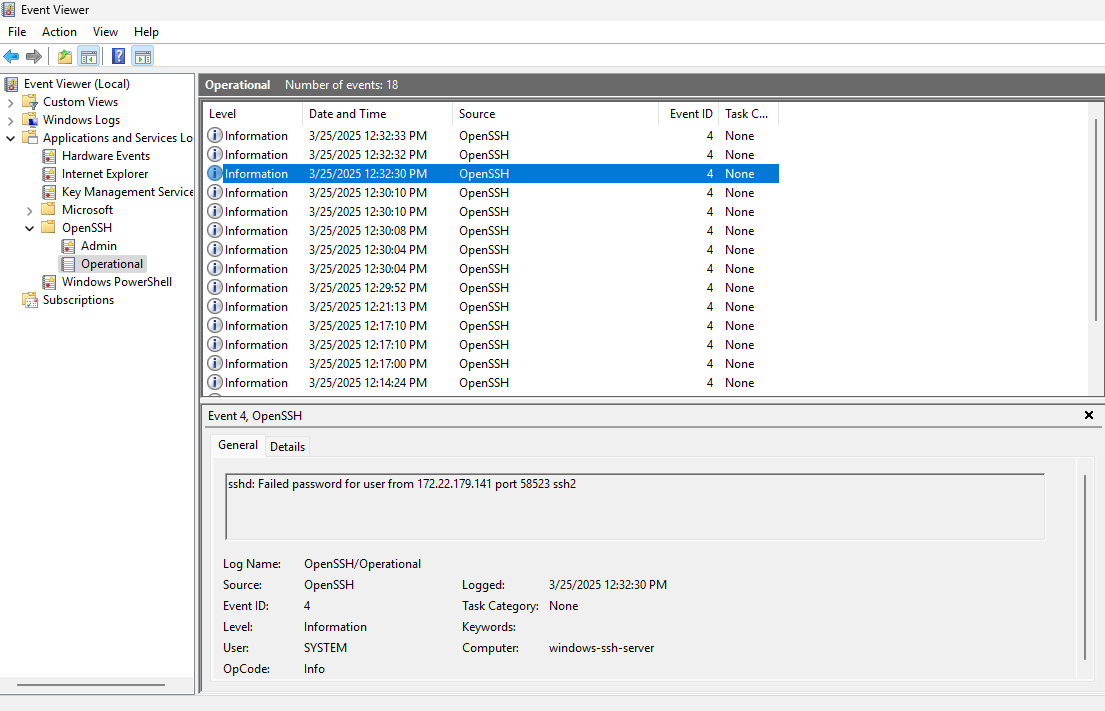 Event Viewer
File Action View Help
Event Viewer (Local)
Custom Views
Windows Logs
Applications and Services Lo
Hardware Events
Internet Explorer
Key Management Service
Microsoft
OpenSSH
Admin
Operational
Windows PowerShell
Subscriptions
Operational Number of events: 18
Level Date and Time Source Event ID Task C...
Information 3/25/2025 12:32:33 PM OpenSSH 4 None
Information 3/25/2025 12:32:32 PM OpenSSH 4 None
Information 3/25/2025 12:32:30 PM OpenSSH 4 None
Information 3/25/2025 12:30:10 PM OpenSSH 4 None
Information 3/25/2025 12:30:10 PM OpenSSH 4 None
Information 3/25/2025 12:30:08 PM OpenSSH 4 None
Information 3/25/2025 12:30:04 PM OpenSSH 4 None
Information 3/25/2025 12:30:04 PM OpenSSH 4 None
Information 3/25/2025 12:29:52 PM OpenSSH 4 None
Information 3/25/2025 12:21:13 PM OpenSSH 4 None
Information 3/25/2025 12:17:10 PM OpenSSH 4 None
Information 3/25/2025 12:17:10 PM OpenSSH 4 None
Information 3/25/2025 12:17:00 PM OpenSSH 4 None
Information 3/25/2025 12:14:24 PM OpenSSH 4 None
Event 4, OpenSSH
General Details
sshd: Failed password for user from 172.22.179.141 port 58523 ssh2
Log Name: OpenSSH/Operational
Source: OpenSSH Logged: 3/25/2025 12:32:30 PM
Event ID: 4 Task Category: None
Level: Information Keywords:
User: SYSTEM Computer: windows-ssh-server
OpCode: Info